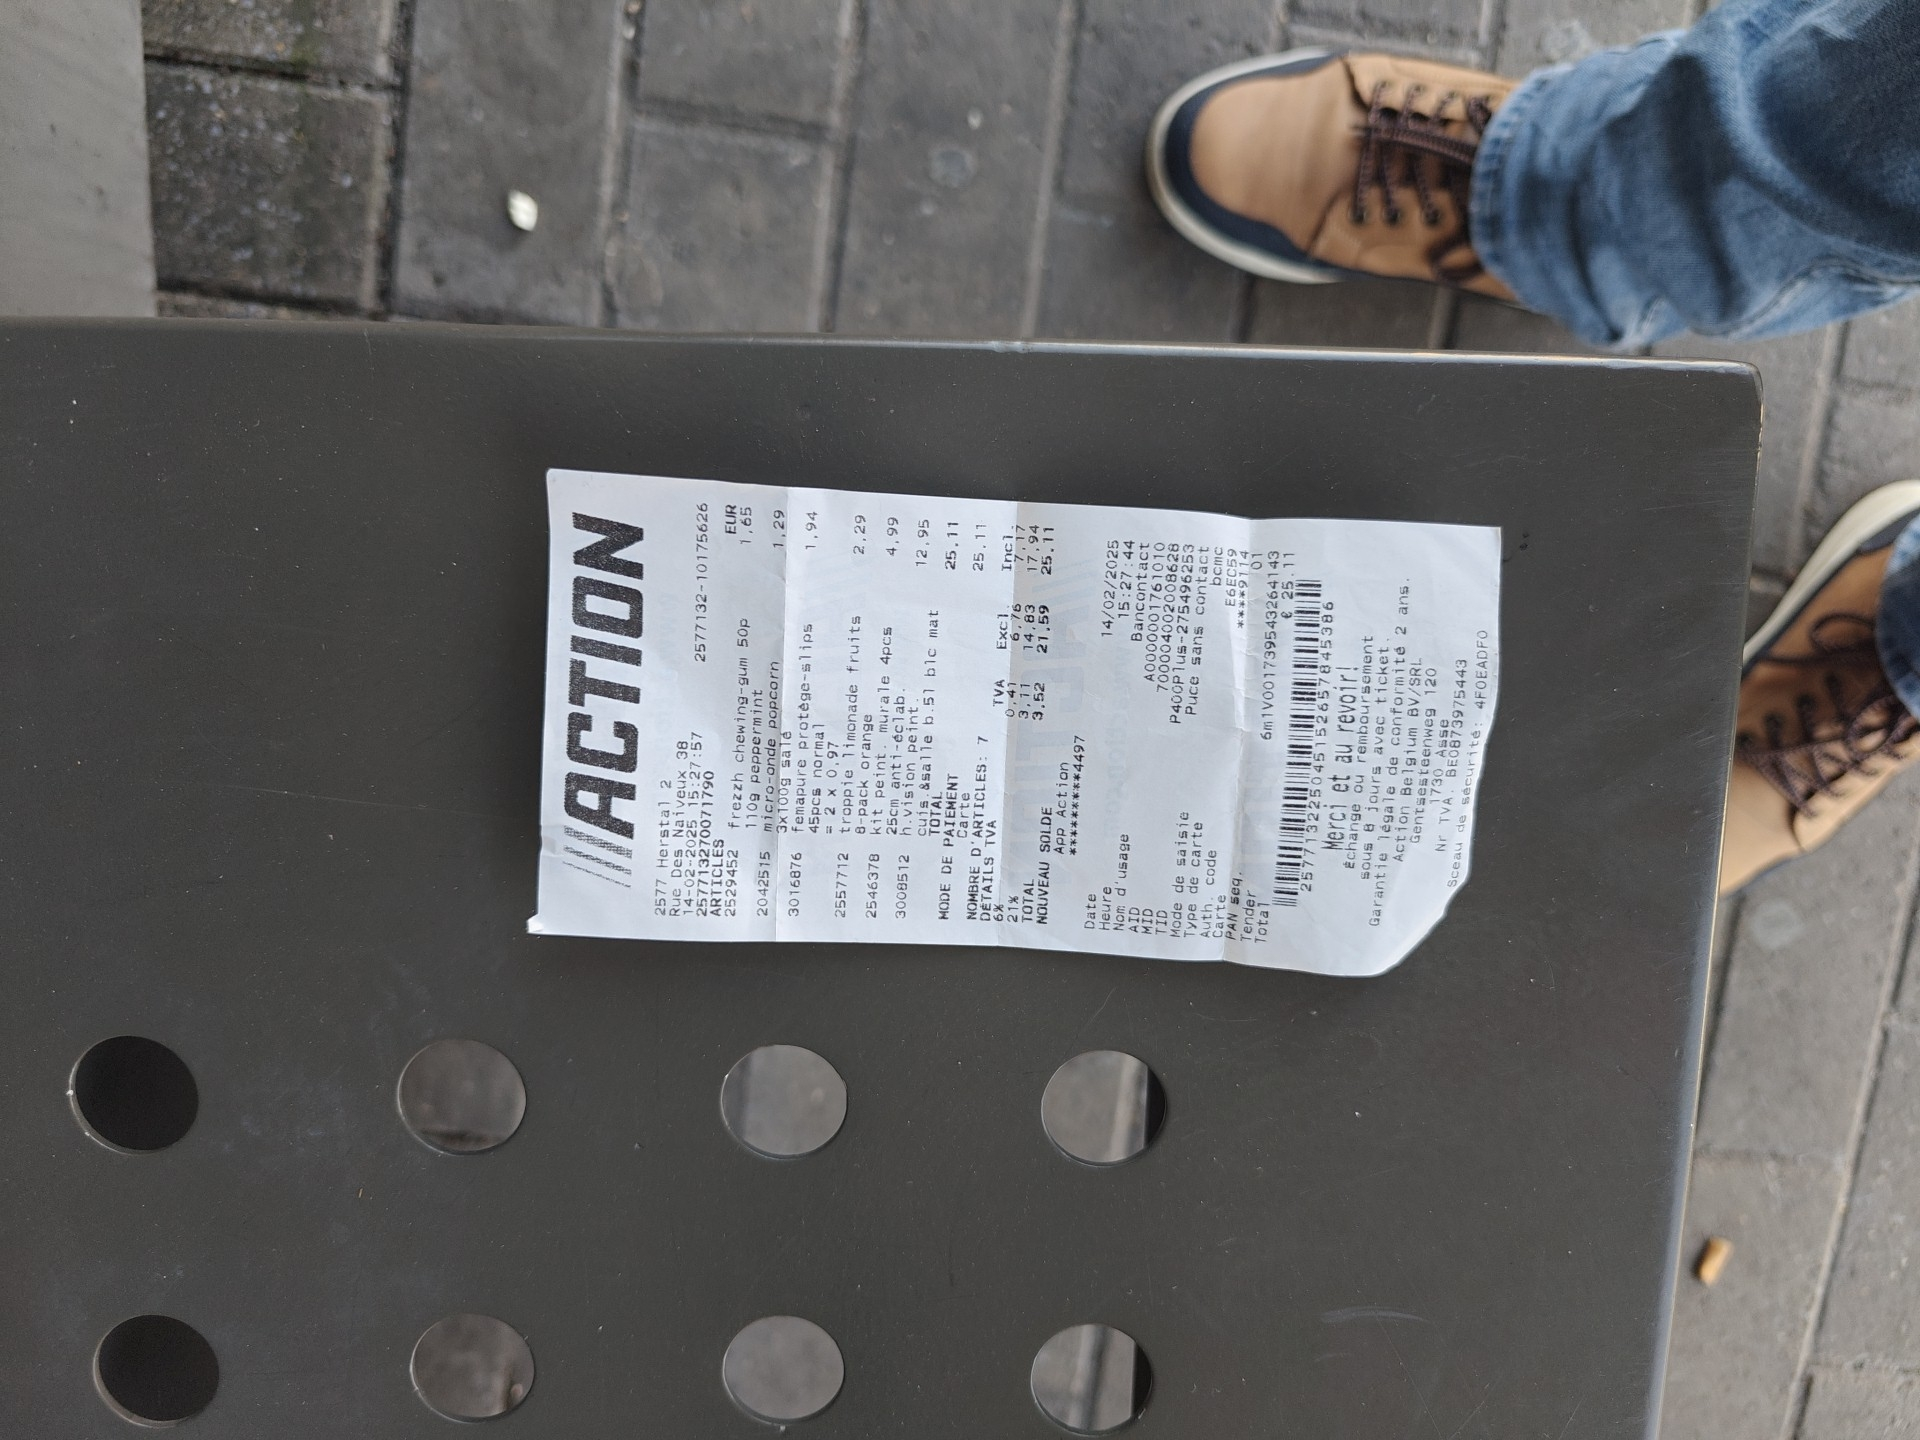 ACTION
2577 Herstal 2
Rue Des Naiveux 38
14-02-2025 15:27:57 2577132-10175626
257713270071790
ARTICLES EUR
2529452 frezzh chewing-gum 50p 1,65
110g peppermint
2042515 micro-onde popcorn 1,29
3x100g salé
3016876 femmapure protège-slips 1,94
45pcs normal
= 2 x 0,97
2557712 troppie limonade fruits 2,29
8-pack orange
2546378 kit peint. murale 4pcs 4,99
25cm anti-éclab.
3008512 h.vision peint. 12,95
cuis.&salle b.5l blc mat
TOTAL 25,11
MODE DE PAIEMENT
Carte 25,11
NOMBRE D'ARTICLES: 7
DÉTAILS TVA TVA Excl. Incl.
6% 0,41 6,76 7,17
21% 3,11 14,83 17,94
TOTAL 3,52 21,59 25,11
NOUVEAU SOLDE
App Action
*********4497
Date 14/02/2025
Heure 15:27:44
Nom d'usage Bancontact
AID A0000001761010
MID 7000040020086​28
TID P400Plus-275496253
Mode de saisie Puce sans contact
Type de carte bcmc
Auth. code E6EC59
Carte ****9114
PAN seq. 01
Tender 6m1V001739543264143
Total € 25.11
25771322504515265784​5386
Merci et au revoir!
Échange ou remboursement
sous 8 jours avec ticket.
Garantie légale de conformité 2 ans.
Action Belgium BV/SRL
Gentsesteenweg 120
1730 Asse
Nr TVA. BE0873975443
Sceau de sécurité: 4F0EADF0